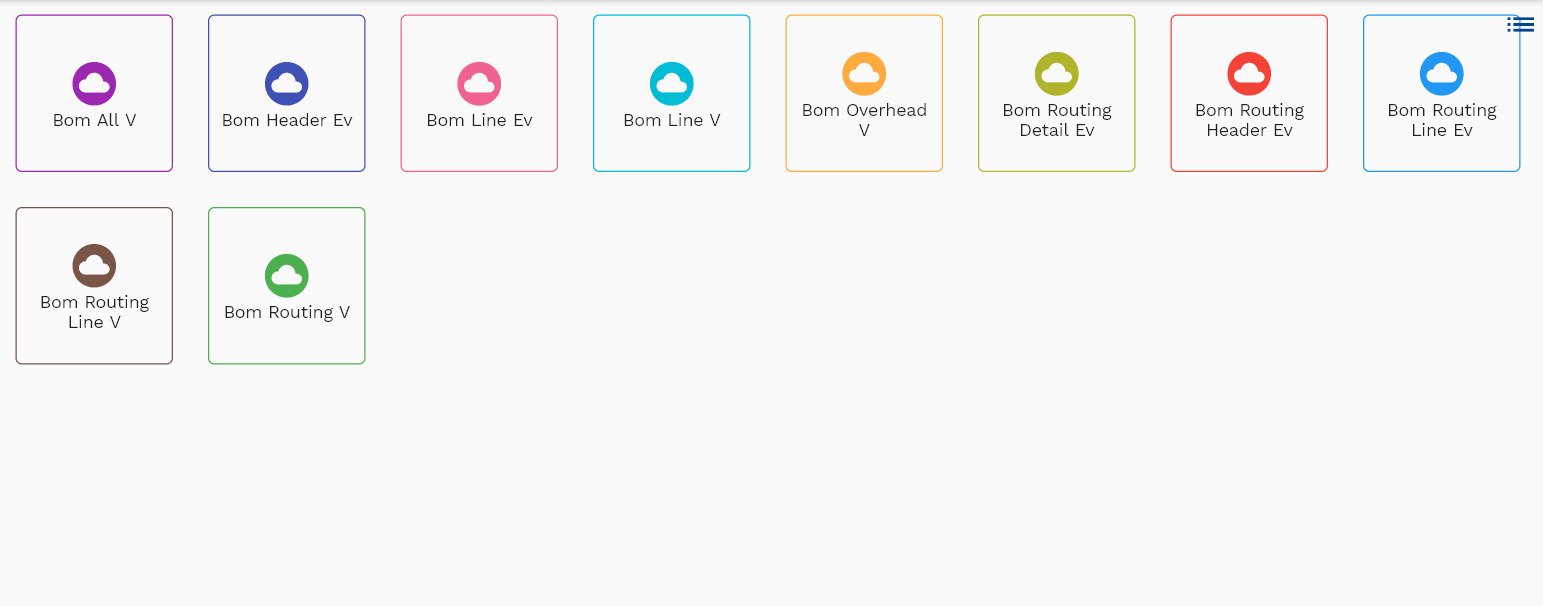 Bom All V
Bom Header Ev
Bom Line Ev
Bom Line V
Bom Overhead
V
Bom Routing
Detail Ev
Bom Routing
Header Ev
Bom Routing
Line Ev
Bom Routing
Line V
Bom Routing V